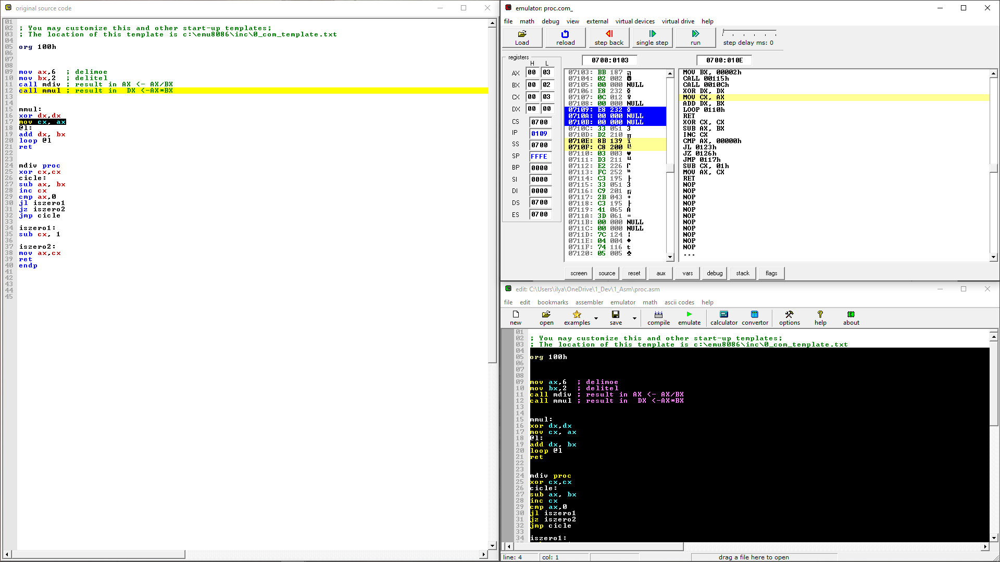 original source code
01
02 ; You may customize this and other start-up templates;
03 ; The location of this template is c:\emu8086\inc\0_com_template.txt
04
05 org 100h
06
07
08
09 mov ax,6  ; delimoe
10 mov bx,2  ; delitel
11 call mdiv ; result in AX <- AX/BX
12 call mmul ; result in  DX <-AX*BX
13
14
15 mmul:
16 xor dx,dx
17 mov cx, ax
18 @l:
19 add dx, bx
20 loop @l
21 ret
22
23
24 mdiv proc
25 xor cx,cx
26 cicle:
27 sub ax, bx
28 inc cx
29 cmp ax,0
30 jl iszero1
31 jz iszero2
32 jmp cicle
33
34 iszero1:
35 sub cx, 1
36
37 iszero2:
38 mov ax,cx
39 ret
40 endp
41
42
43
44
45
emulator: proc.com_
file math debug view external virtual devices virtual drive help
Load reload step back single step run step delay ms: 0
registers 0700:0103 0700:010E
H L
AX 00 03
BX 00 02
CX 00 03
DX 00 00
CS 0700
IP 0109
SS 0700
SP FFFE
BP 0000
SI 0000
DI 0000
DS 0700
ES 0700
07103: BB 187 ╗
07104: 02 002 ☻
07105: 00 000 NULL
07106: E8 232
07107: 0C 012 ♀
07108: 00 000 NULL
07109: E8 232
0710A: 00 000 NULL
0710B: 00 000 NULL
0710C: 33 051 3
0710D: D2 210 ╥
0710E: 8B 139 ï
0710F: C8 200 ╚
07110: 03 003 ♥
07111: D3 211 ╙
07112: E2 226 Γ
07113: FC 252 ⁿ
07114: C3 195 ├
07115: 33 051 3
07116: C9 201 ╔
07117: 2B 043 +
07118: C3 195 ├
07119: 41 065 A
0711A: 3D 061 =
0711B: 00 000 NULL
0711C: 00 000 NULL
0711D: 7C 124 ¦
0711E: 04 004 ♦
0711F: 74 116 t
07120: 05 005 ♣
MOV BX, 00002h
CALL 00115h
CALL 0010Ch
XOR DX, DX
MOV CX, AX
ADD DX, BX
LOOP 0110h
RET
XOR CX, CX
SUB AX, BX
INC CX
CMP AX, 00000h
JL 0123h
JZ 0126h
JMP 0117h
SUB CX, 01h
MOV AX, CX
RET
NOP
NOP
NOP
NOP
NOP
NOP
NOP
NOP
NOP
NOP
NOP
...
screen source reset aux vars debug stack flags
edit: C:\Users\ilya\OneDrive\1_Dev\1_Asm\proc.asm
file edit bookmarks assembler emulator math ascii codes help
new open examples save compile emulate calculator convertor options help about
01
02 ; You may customize this and other start-up templates;
03 ; The location of this template is c:\emu8086\inc\0_com_template.txt
04
05 org 100h
06
07
08
09 mov ax,6  ; delimoe
10 mov bx,2  ; delitel
11 call mdiv ; result in AX <- AX/BX
12 call mmul ; result in  DX <-AX*BX
13
14
15 mmul:
16 xor dx,dx
17 mov cx, ax
18 @l:
19 add dx, bx
20 loop @l
21 ret
22
23
24 mdiv proc
25 xor cx,cx
26 cicle:
27 sub ax, bx
28 inc cx
29 cmp ax,0
30 jl iszero1
31 jz iszero2
32 jmp cicle
33
34 iszero1:
line: 4 col: 1 drag a file here to open